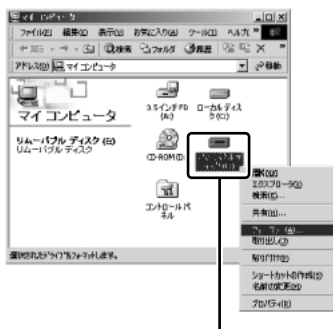 マイ コンピュータ
ファイル(F) 編集(E) 表示(V) お気に入り(A) ツール(T) ヘルプ(H) »
検索 フォルダ 履歴 »
アドレス(D) マイ コンピュータ 移動
マイ コンピュータ
リムーバブル ディスク (E:)
リムーバブル ディスク
3.5 インチ FD (A:)
ローカル ディスク (C:)
CD-ROM (D:)
コントロール パネル
選択されたドライブをフォーマットします。
開く(O)
エクスプローラ(X)
検索(E)...
共有(H)...
フォーマット(A)...
取り出し(J)
貼り付け(P)
ショートカットの作成(S)
名前の変更(M)
プロパティ(R)